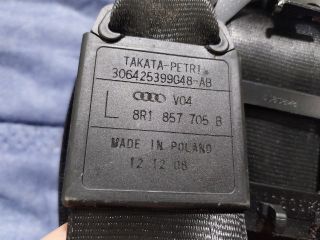 TAKATA-PETRI
306425399048-AB
L V04
8R1 857 705 B
MADE IN POLAND
12 12 08